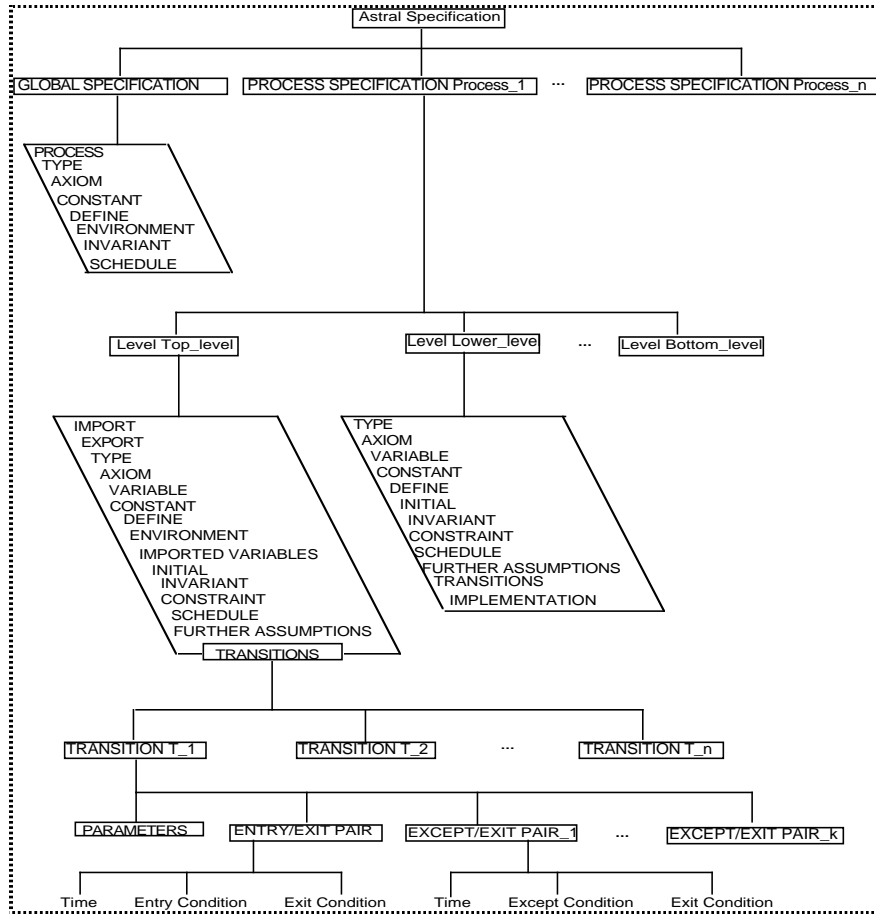 Astral Specification
GLOBAL SPECIFICATION
PROCESS SPECIFICATION Process_1
...
PROCESS SPECIFICATION Process_n
PROCESS
TYPE
AXIOM
CONSTANT
DEFINE
ENVIRONMENT
INVARIANT
SCHEDULE
Level Top_level
Level Lower_level
...
Level Bottom_level
IMPORT
EXPORT
TYPE
AXIOM
VARIABLE
CONSTANT
DEFINE
ENVIRONMENT
IMPORTED VARIABLES
INITIAL
INVARIANT
CONSTRAINT
SCHEDULE
FURTHER ASSUMPTIONS
TRANSITIONS
TYPE
AXIOM
VARIABLE
CONSTANT
DEFINE
INITIAL
INVARIANT
CONSTRAINT
SCHEDULE
FURTHER ASSUMPTIONS
TRANSITIONS
IMPLEMENTATION
TRANSITION T_1
TRANSITION T_2
...
TRANSITION T_n
PARAMETERS
ENTRY/EXIT PAIR
EXCEPT/EXIT PAIR_1
...
EXCEPT/EXIT PAIR_k
Time
Entry Condition
Exit Condition
Time
Except Condition
Exit Condition